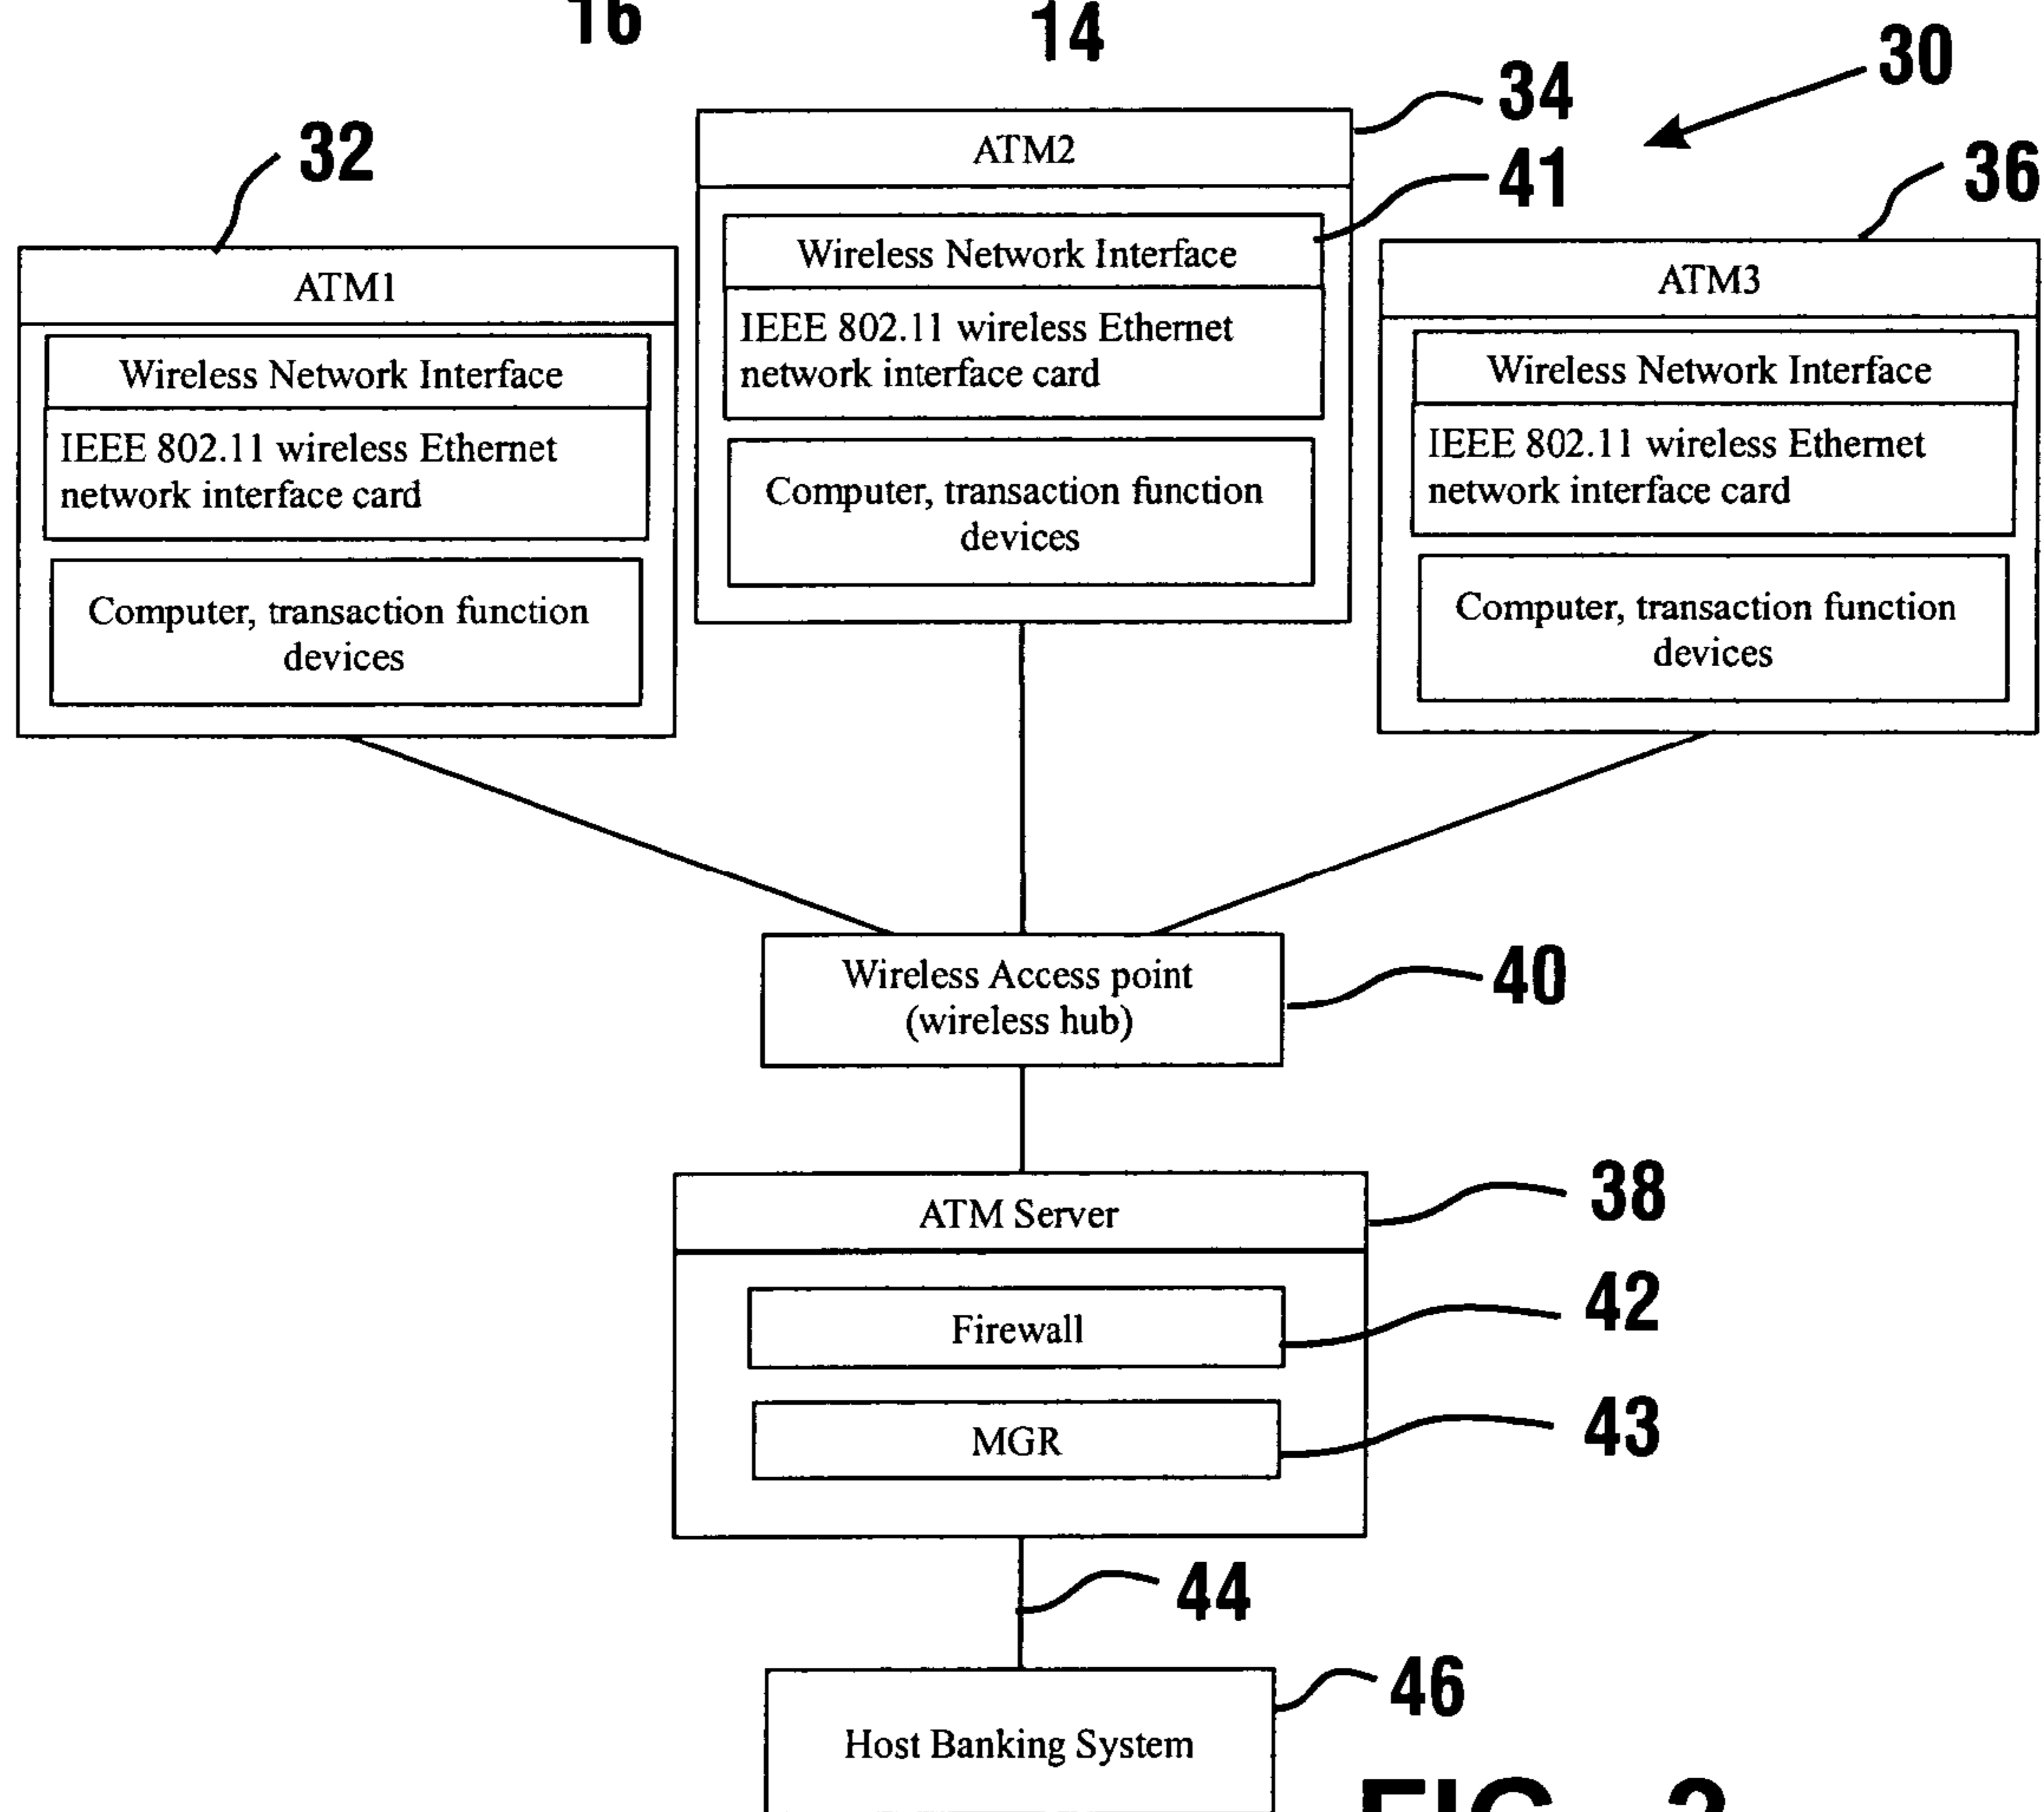 16
14
30
34
32
ATM2
41
36
Wireless Network Interface
ATM1
ATM3
IEEE 802.11 wireless Ethernet
network interface card
Wireless Network Interface
Wireless Network Interface
IEEE 802.11 wireless Ethernet
network interface card
Computer, transaction function
devices
IEEE 802.11 wireless Ethernet
network interface card
Computer, transaction function
devices
Computer, transaction function
devices
Wireless Access point
(wireless hub)
40
ATM Server
38
Firewall
42
MGR
43
44
46
Host Banking System